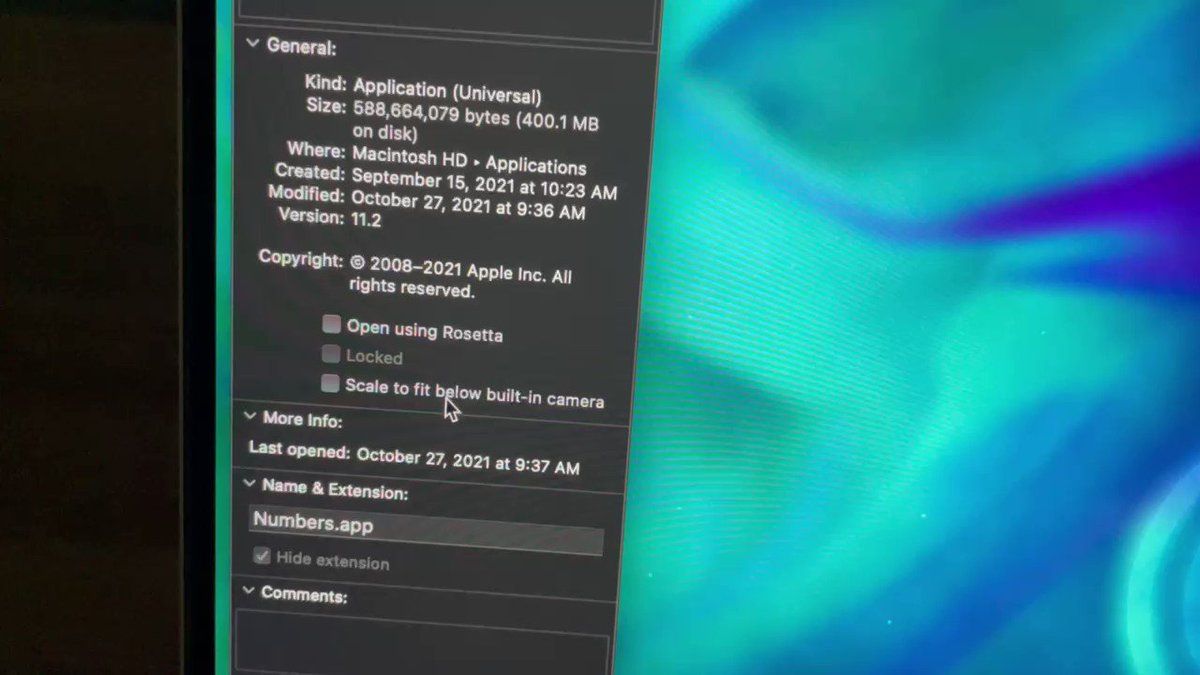 General:
Kind: Application (Universal)
Size: 588,664,079 bytes (400.1 MB
on disk)
Where: Macintosh HD ▸ Applications
Created: September 15, 2021 at 10:23 AM
Modified: October 27, 2021 at 9:36 AM
Version: 11.2
Copyright: © 2008–2021 Apple Inc. All
rights reserved.
Open using Rosetta
Locked
Scale to fit below built-in camera
More Info:
Last opened: October 27, 2021 at 9:37 AM
Name & Extension:
Numbers.app
Hide extension
Comments: